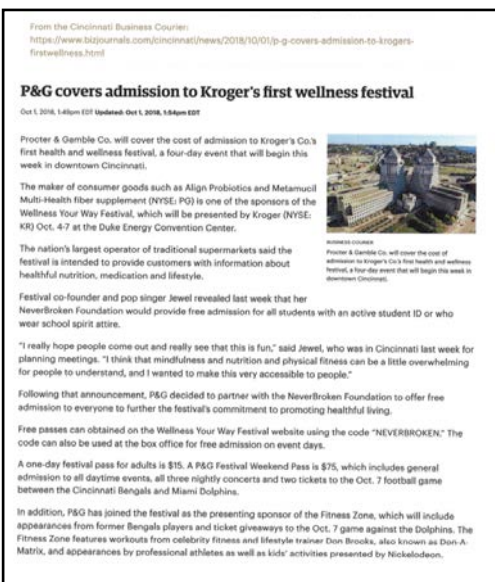 From the Cincinnati Business Courier:
https://www.bizjournals.com/cincinnati/news/2018/10/01/p-g-covers-admission-to-krogers-
firstwellness.html
P&G covers admission to Kroger's first wellness festival
Oct 1, 2018, 1:49pm EDT Updated: Oct 1, 2018, 1:54pm EDT
Procter & Gamble Co. will cover the cost of admission to Kroger's Co.'s
first health and wellness festival, a four-day event that will begin this
week in downtown Cincinnati.
The maker of consumer goods such as Align Probiotics and Metamucil
Multi-Health fiber supplement (NYSE: PG) is one of the sponsors of the
Wellness Your Way Festival, which will be presented by Kroger (NYSE:
KR) Oct. 4-7 at the Duke Energy Convention Center.
BUSINESS COURIER
Procter & Gamble Co. will cover the cost of
admission to Kroger's Co.'s first health and wellness
festival, a four-day event that will begin this week in
downtown Cincinnati.
The nation's largest operator of traditional supermarkets said the
festival is intended to provide customers with information about
healthful nutrition, medication and lifestyle.
Festival co-founder and pop singer Jewel revealed last week that her
NeverBroken Foundation would provide free admission for all students with an active student ID or who
wear school spirit attire.
"I really hope people come out and really see that this is fun," said Jewel, who was in Cincinnati last week for
planning meetings. "I think that mindfulness and nutrition and physical fitness can be a little overwhelming
for people to understand, and I wanted to make this very accessible to people."
Following that announcement, P&G decided to partner with the NeverBroken Foundation to offer free
admission to everyone to further the festival's commitment to promoting healthful living.
Free passes can obtained on the Wellness Your Way Festival website using the code "NEVERBROKEN." The
code can also be used at the box office for free admission on event days.
A one-day festival pass for adults is $15. A P&G Festival Weekend Pass is $75, which includes general
admission to all daytime events, all three nightly concerts and two tickets to the Oct. 7 football game
between the Cincinnati Bengals and Miami Dolphins.
In addition, P&G has joined the festival as the presenting sponsor of the Fitness Zone, which will include
appearances from former Bengals players and ticket giveaways to the Oct. 7 game against the Dolphins. The
Fitness Zone features workouts from celebrity fitness and lifestyle trainer Don Brooks, also known as Don-A-
Matrix, and appearances by professional athletes as well as kids' activities presented by Nickelodeon.